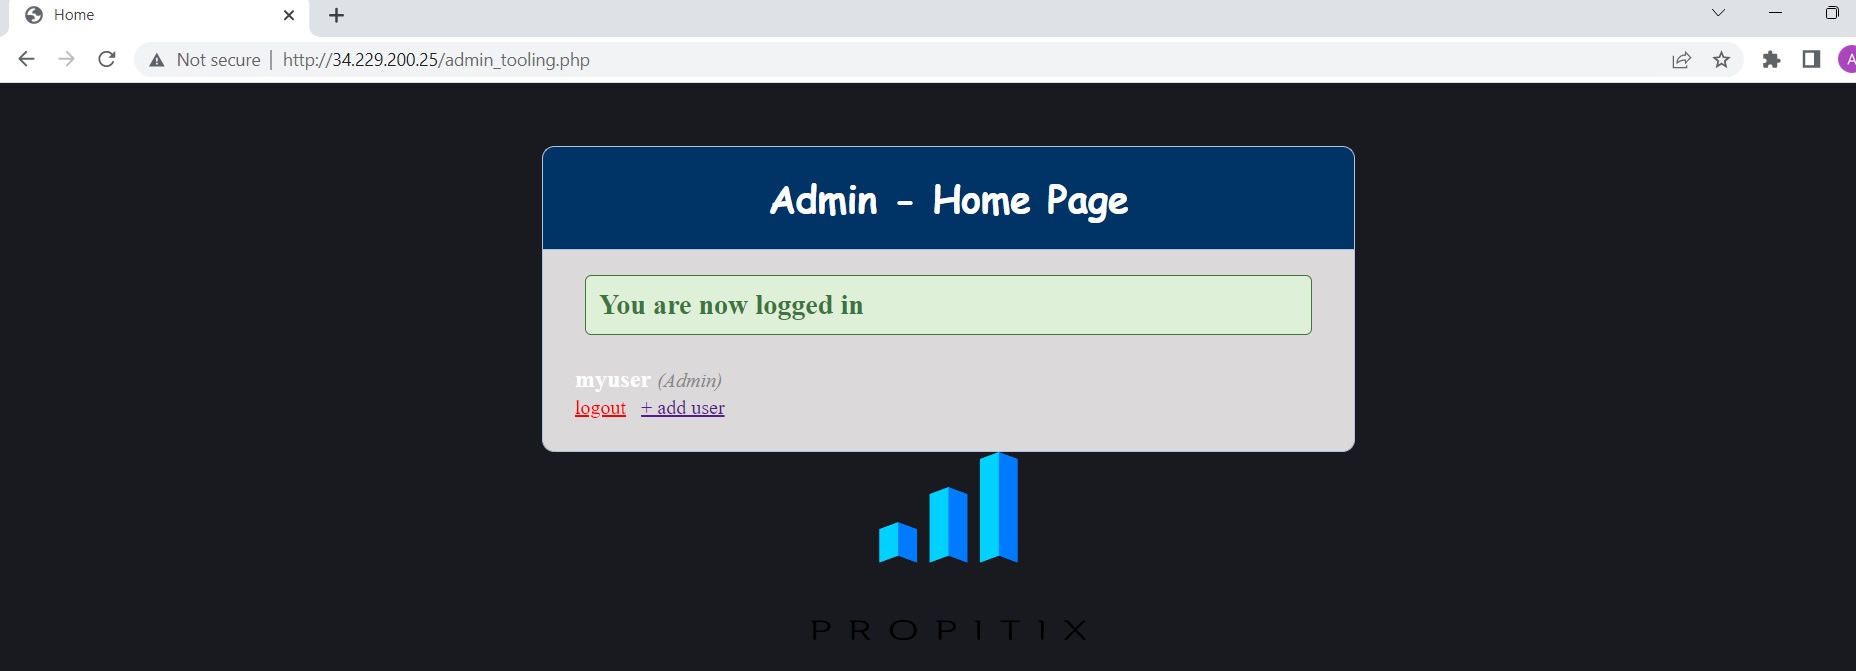 Home
Not secure | http://34.229.200.25/admin_tooling.php
A
Admin - Home Page
You are now logged in
myuser (Admin)
logout + add user
PROPITIX